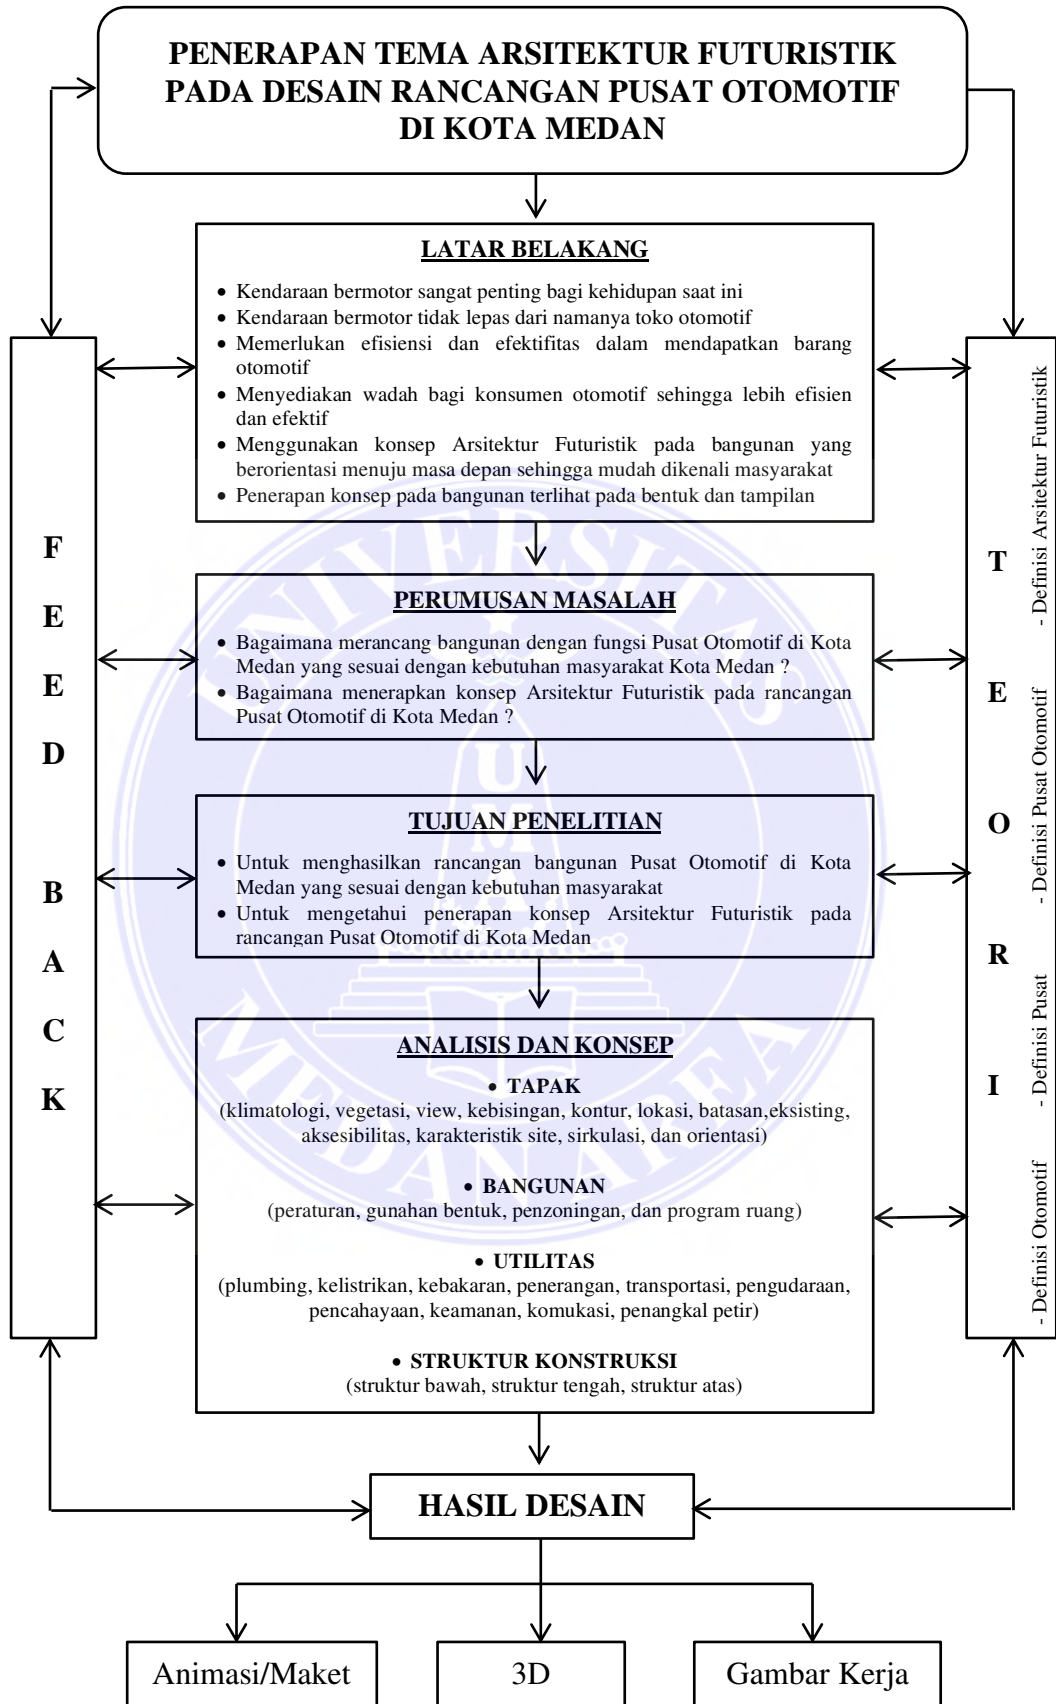 PENERAPAN TEMA ARSITEKTUR FUTURISTIK
PADA DESAIN RANCANGAN PUSAT OTOMOTIF
DI KOTA MEDAN
LATAR BELAKANG
• Kendaraan bermotor sangat penting bagi kehidupan saat ini
• Kendaraan bermotor tidak lepas dari namanya toko otomotif
• Memerlukan efisiensi dan efektifitas dalam mendapatkan barang
otomotif
• Menyediakan wadah bagi konsumen otomotif sehingga lebih efisien
dan efektif
• Menggunakan konsep Arsitektur Futuristik pada bangunan yang
berorientasi menuju masa depan sehingga mudah dikenali masyarakat
• Penerapan konsep pada bangunan terlihat pada bentuk dan tampilan
PERUMUSAN MASALAH
• Bagaimana merancang bangunan dengan fungsi Pusat Otomotif di Kota
Medan yang sesuai dengan kebutuhan masyarakat Kota Medan ?
• Bagaimana menerapkan konsep Arsitektur Futuristik pada rancangan
Pusat Otomotif di Kota Medan ?
TUJUAN PENELITIAN
• Untuk menghasilkan rancangan bangunan Pusat Otomotif di Kota
Medan yang sesuai dengan kebutuhan masyarakat
• Untuk mengetahui penerapan konsep Arsitektur Futuristik pada
rancangan Pusat Otomotif di Kota Medan
ANALISIS DAN KONSEP
• TAPAK
(klimatologi, vegetasi, view, kebisingan, kontur, lokasi, batasan,eksisting,
aksesibilitas, karakteristik site, sirkulasi, dan orientasi)
• BANGUNAN
(peraturan, gunahan bentuk, penzoningan, dan program ruang)
• UTILITAS
(plumbing, kelistrikan, kebakaran, penerangan, transportasi, pengudaraan,
pencahayaan, keamanan, komukasi, penangkal petir)
• STRUKTUR KONSTRUKSI
(struktur bawah, struktur tengah, struktur atas)
HASIL DESAIN
Animasi/Maket
3D
Gambar Kerja
FEED BACK
TEORI
- Definisi Otomotif - Definisi Pusat - Definisi Pusat Otomotif - Definisi Arsitektur Futuristik
UNIVERSITAS
UMA
MEDAN AREA